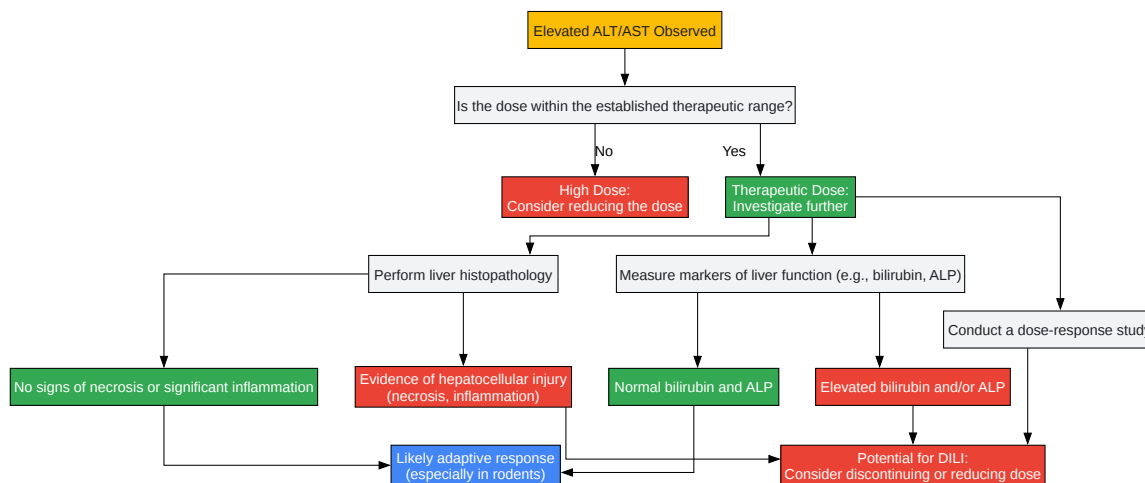 Elevated ALT/AST Observed
Is the dose within the established therapeutic range?
No
Yes
High Dose:
Consider reducing the dose
Therapeutic Dose:
Investigate further
Perform liver histopathology
Measure markers of liver function (e.g., bilirubin, ALP)
Conduct a dose-response study
No signs of necrosis or significant inflammation
Evidence of hepatocellular injury
(necrosis, inflammation)
Normal bilirubin and ALP
Elevated bilirubin and/or ALP
Likely adaptive response
(especially in rodents)
Potential for DILI:
Consider discontinuing or reducing dose